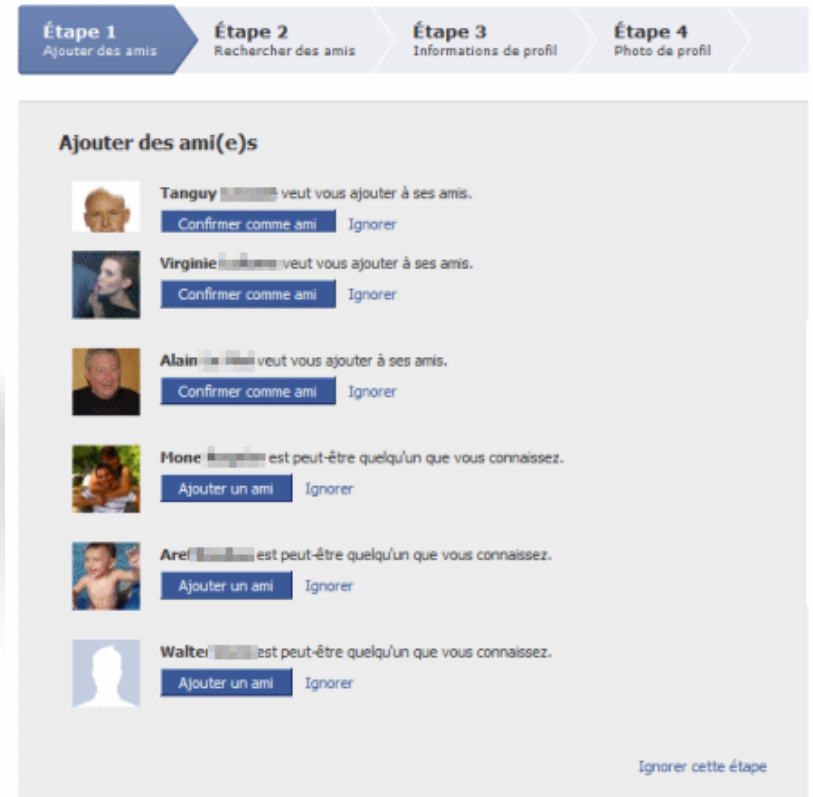 Étape 1
Ajouter des amis
Étape 2
Rechercher des amis
Étape 3
Informations de profil
Étape 4
Photo de profil
Ajouter des ami(e)s
Tanguy veut vous ajouter à ses amis.
Confirmer comme ami Ignorer
Virginie veut vous ajouter à ses amis.
Confirmer comme ami Ignorer
Alain veut vous ajouter à ses amis.
Confirmer comme ami Ignorer
Mone est peut-être quelqu'un que vous connaissez.
Ajouter un ami Ignorer
Aref est peut-être quelqu'un que vous connaissez.
Ajouter un ami Ignorer
Walter est peut-être quelqu'un que vous connaissez.
Ajouter un ami Ignorer
Ignorer cette étape